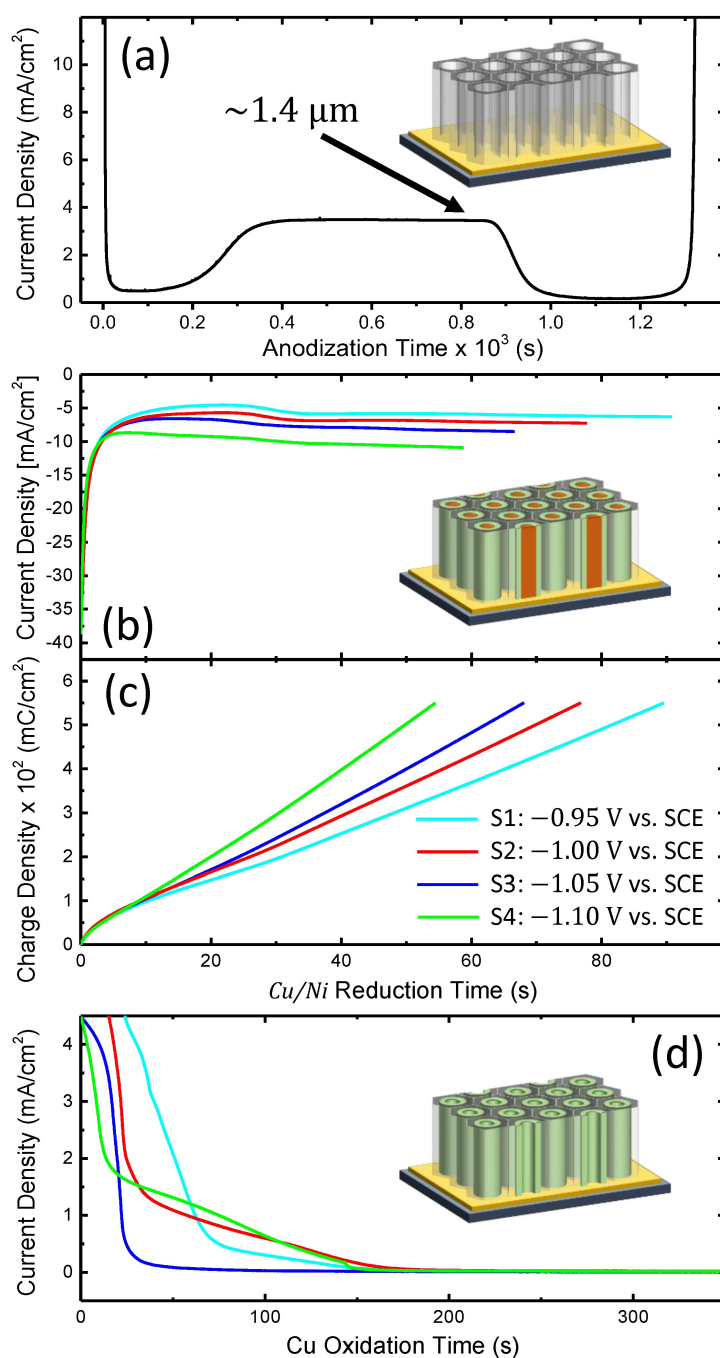 (a)
~1.4 μm
Curremt Density (mA/cm²)
10
8
6
4
2
0
0.0 0.2 0.4 0.6 0.8 1.0 1.2
Anodization Time x 10³ (s)
(b)
Current Density [mA/cm²]
0
-5
-10
-15
-20
-25
-30
-35
-40
(c)
Charge Density x 10² (mC/cm²)
6
5
4
3
2
1
0
S1: −0.95 V vs. SCE
S2: −1.00 V vs. SCE
S3: −1.05 V vs. SCE
S4: −1.10 V vs. SCE
0 20 40 60 80
Cu/Ni Reduction Time (s)
(d)
Current Density (mA/cm²)
4
3
2
1
0
0 100 200 300
Cu Oxidation Time (s)